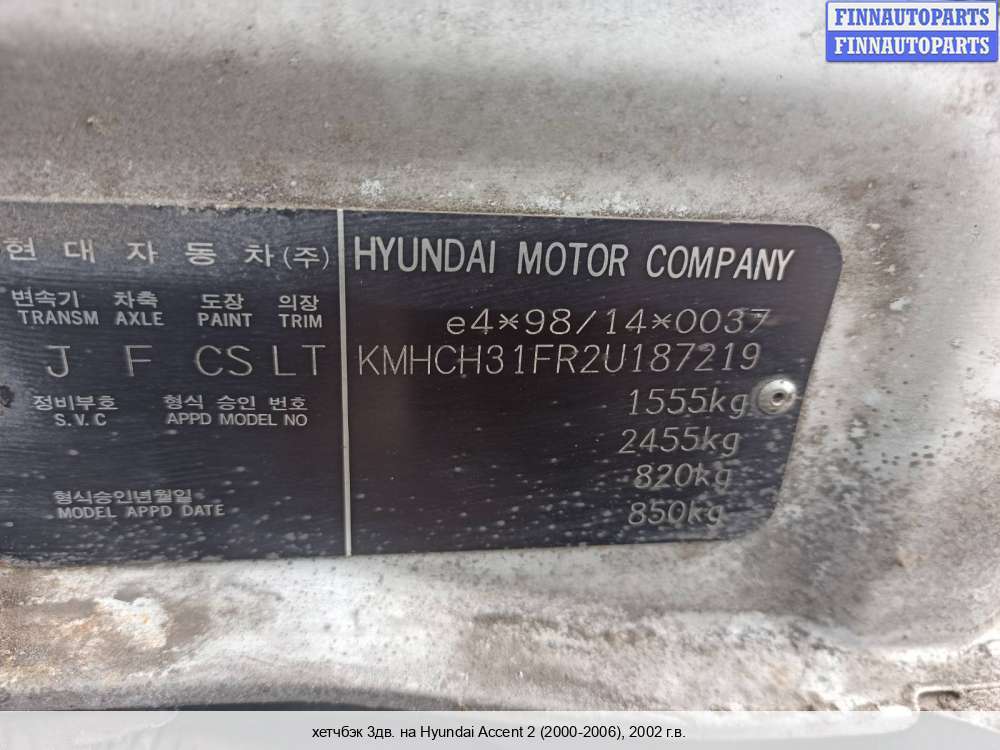 FINNAUTOPARTS
FINNAUTOPARTS
현대자동차(주) HYUNDAI MOTOR COMPANY
변속기 차축 도장 의장
TRANSM AXLE PAINT TRIM
e4*98/14*0037
J F CS LT KMHCH31FR2U187219
정비부호 형식 승인 번호
S.V.C APPD MODEL NO
1555kg
2455kg
820kg
형식승인년월일
MODEL APPD DATE
850kg
хетчбэк 3дв. на Hyundai Accent 2 (2000-2006), 2002 г.в.